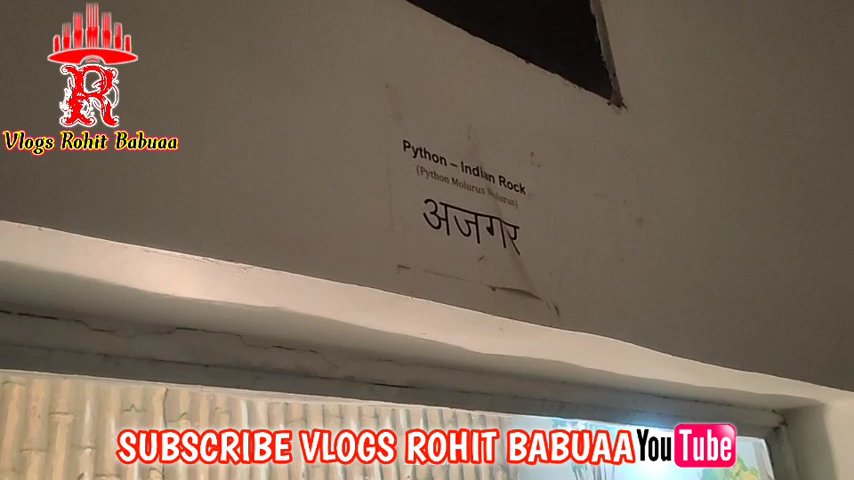 R
Vlogs Rohit Babuaa
Python – Indian Rock
(Python Molurus Molurus)
अजगर
SUBSCRIBE VLOGS ROHIT BABUAA YouTube